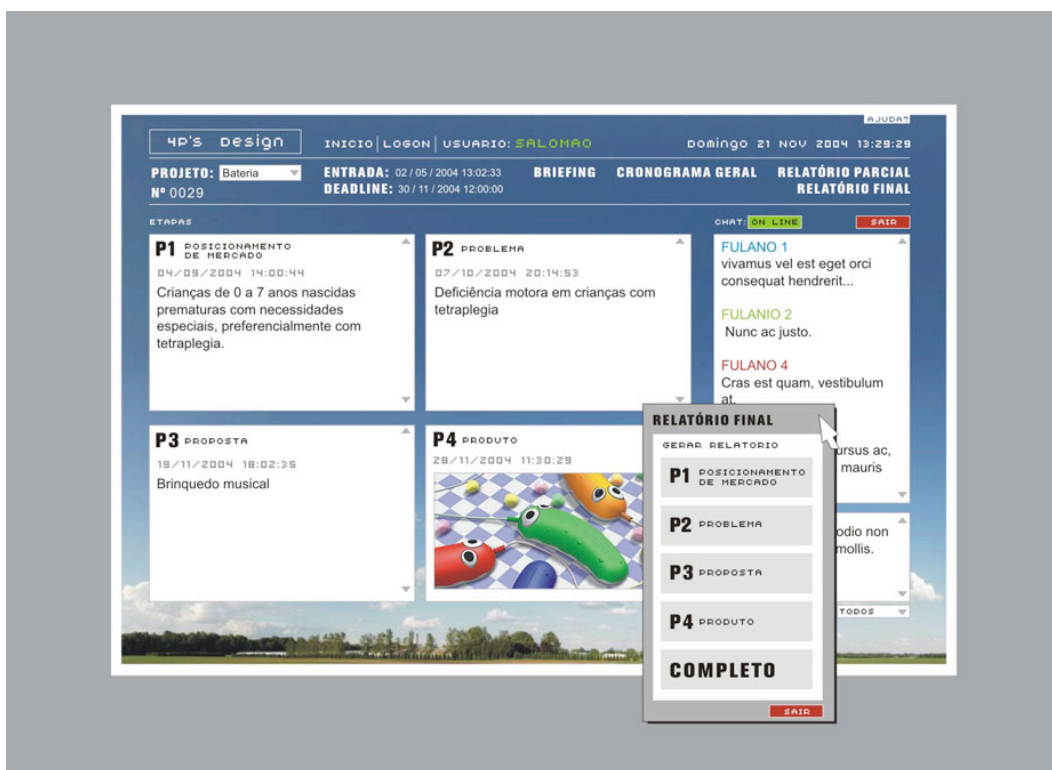 AJUDA?
4P's Design
INICIO | LOGON | USUARIO: SALOMAO
Domingo 21 NOV 2004 13:29:29
PROJETO: Bateria
Nº 0029
ENTRADA: 02 / 05 / 2004 13:02:33
DEADLINE: 30 / 11 / 2004 12:00:00
BRIEFING
CRONOGRAMA GERAL
RELATÓRIO PARCIAL
RELATÓRIO FINAL
ETAPAS
CHAT: ON LINE
SAIR
P1 POSICIONAMENTO
DE MERCADO
04/09/2004 14:00:44
Crianças de 0 a 7 anos nascidas
prematuras com necessidades
especiais, preferencialmente com
tetraplegia.
P2 PROBLEMA
07/10/2004 20:14:53
Deficiência motora em crianças com
tetraplegia
FULANO 1
vivamus vel est eget orci
consequat hendrerit...
FULANIO 2
Nunc ac justo.
FULANO 4
Cras est quam, vestibulum
at.
ursus ac,
mauris
P3 PROPOSTA
19/11/2004 18:02:35
Brinquedo musical
P4 PRODUTO
28/11/2004 11:30:29
odio non
mollis.
TODOS
RELATÓRIO FINAL
GERAR RELATORIO
P1 POSICIONAMENTO
DE MERCADO
P2 PROBLEMA
P3 PROPOSTA
P4 PRODUTO
COMPLETO
SAIR